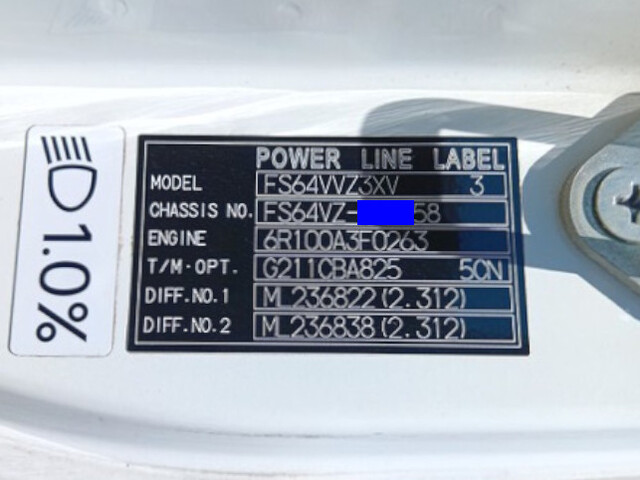 POWER LINE LABEL
MODEL FS64VVZ3XV 3
CHASSIS NO. FS64VZ- 58
ENGINE 6R100A3F0263
T/M·OPT. G211CBA825 5CN
DIFF.NO.1 M 236822(2.312)
DIFF.NO.2 M 236838(2.312)
1.0%